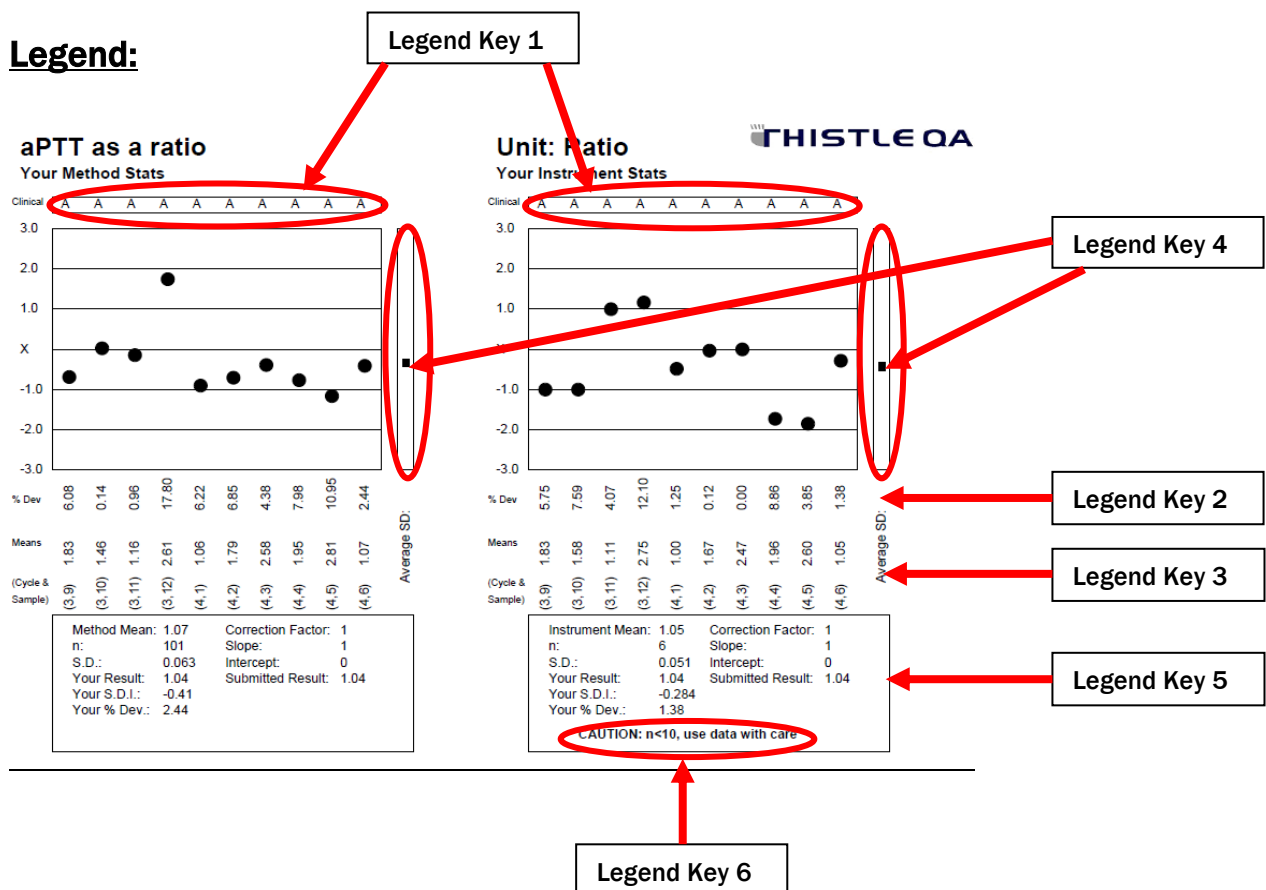 Legend Key 1
Legend:
THISTLE QA
aPTT as a ratio
Your Method Stats
Clinical A A A A A A A A A A
3.0
2.0
1.0
X
-1.0
-2.0
-3.0
% Dev 6.08 0.14 0.96 17.80 6.22 6.85 4.38 7.98 10.95 2.44
Means 1.83 1.46 1.16 2.61 1.06 1.79 2.58 1.95 2.81 1.07
(Cycle &
Sample) (3, 9) (3, 10) (3, 11) (3, 12) (4, 1) (4, 2) (4, 3) (4, 4) (4, 5) (4, 6)
Average SD:
Method Mean: 1.07 Correction Factor: 1
n: 101 Slope: 1
S.D.: 0.063 Intercept: 0
Your Result: 1.04 Submitted Result: 1.04
Your S.D.I.: -0.41
Your % Dev.: 2.44
Unit: Ratio
Your Instrument Stats
Clinical A A A A A A A A A A
3.0
2.0
1.0
-1.0
-2.0
-3.0
% Dev 5.75 7.59 4.07 12.10 1.25 0.12 0.00 8.86 3.85 1.38
Means 1.83 1.58 1.11 2.75 1.00 1.67 2.47 1.96 2.60 1.05
(Cycle &
Sample) (3, 9) (3, 10) (3, 11) (3, 12) (4, 1) (4, 2) (4, 3) (4, 4) (4, 5) (4, 6)
Average SD:
Instrument Mean: 1.05 Correction Factor: 1
n: 6 Slope: 1
S.D.: 0.051 Intercept: 0
Your Result: 1.04 Submitted Result: 1.04
Your S.D.I.: -0.284
Your % Dev.: 1.38
CAUTION: n<10, use data with care
Legend Key 4
Legend Key 2
Legend Key 3
Legend Key 5
Legend Key 6